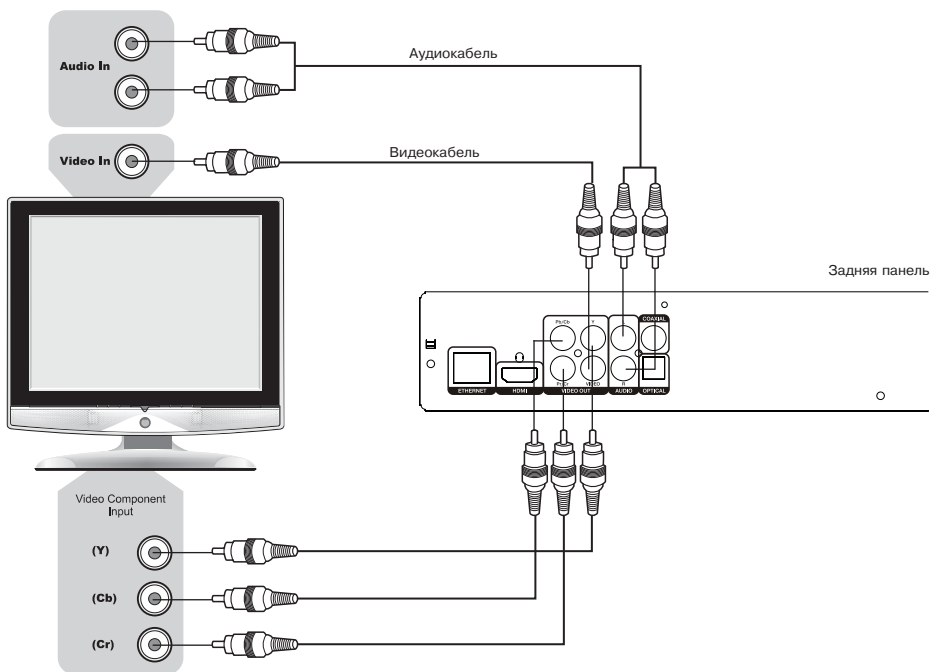 Audio In
Аудиокабель
Video In
Видеокабель
Задняя панель
Pb/Cb
Y
COAXIAL
Pr/Cr
VIDEO
R
ETHERNET
HDMI
VIDEO OUT
AUDIO
OPTICAL
Video Component
Input
(Y)
(Cb)
(Cr)